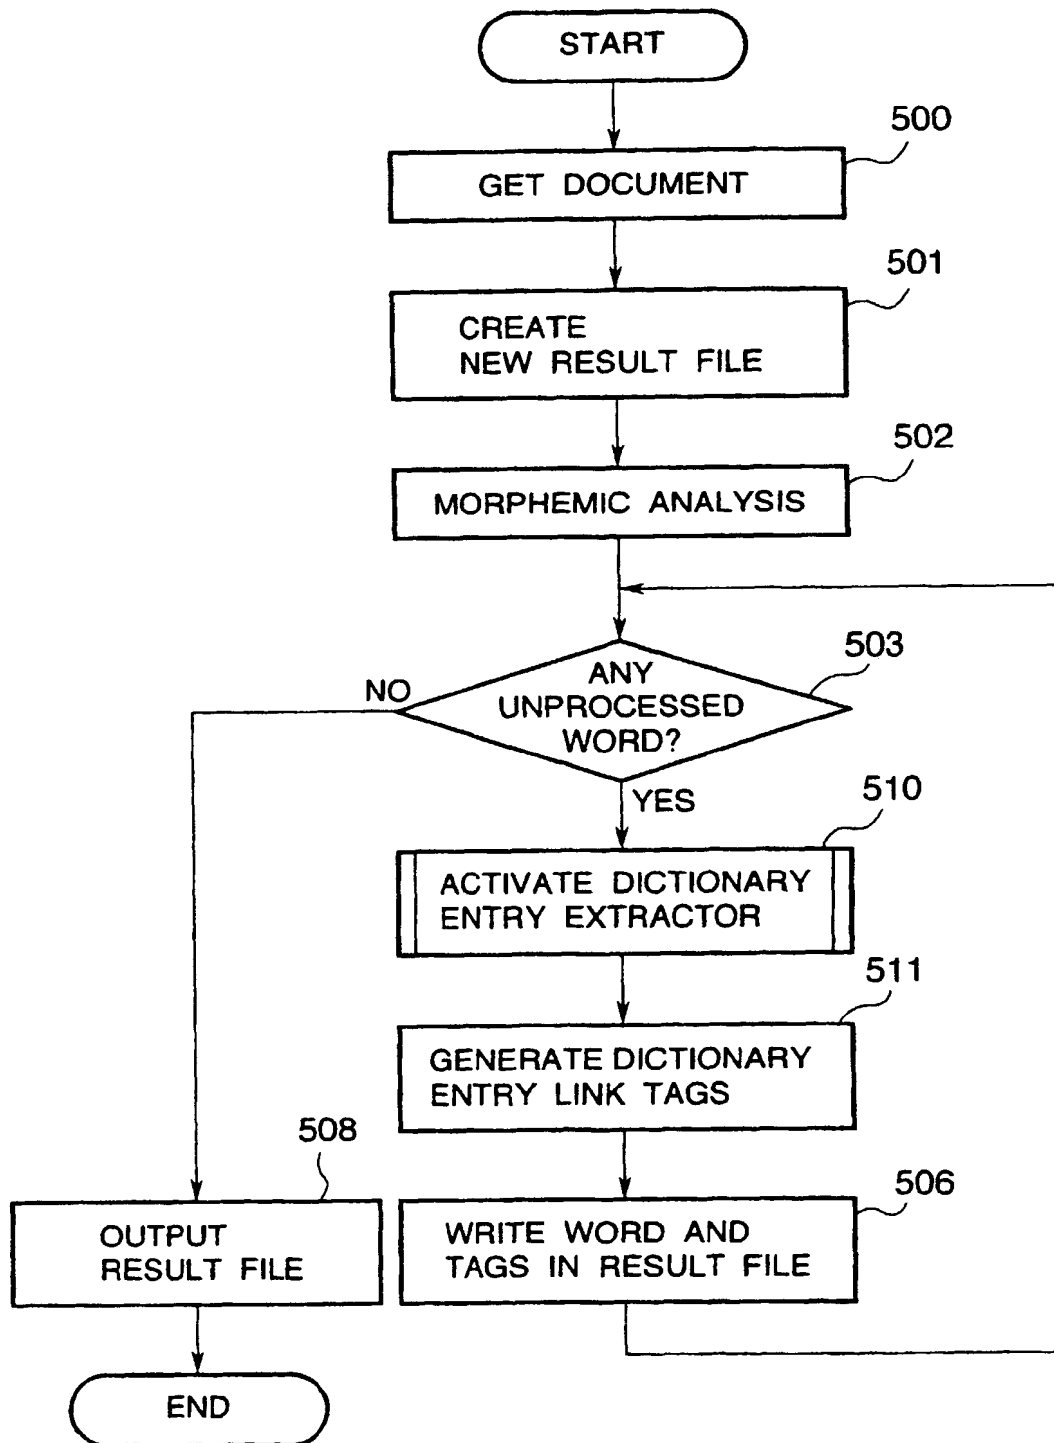 START
500
GET DOCUMENT
501
CREATE
NEW RESULT FILE
502
MORPHEMIC ANALYSIS
503
ANY
UNPROCESSED
WORD?
NO
YES
510
ACTIVATE DICTIONARY
ENTRY EXTRACTOR
511
GENERATE DICTIONARY
ENTRY LINK TAGS
506
WRITE WORD AND
TAGS IN RESULT FILE
508
OUTPUT
RESULT FILE
END